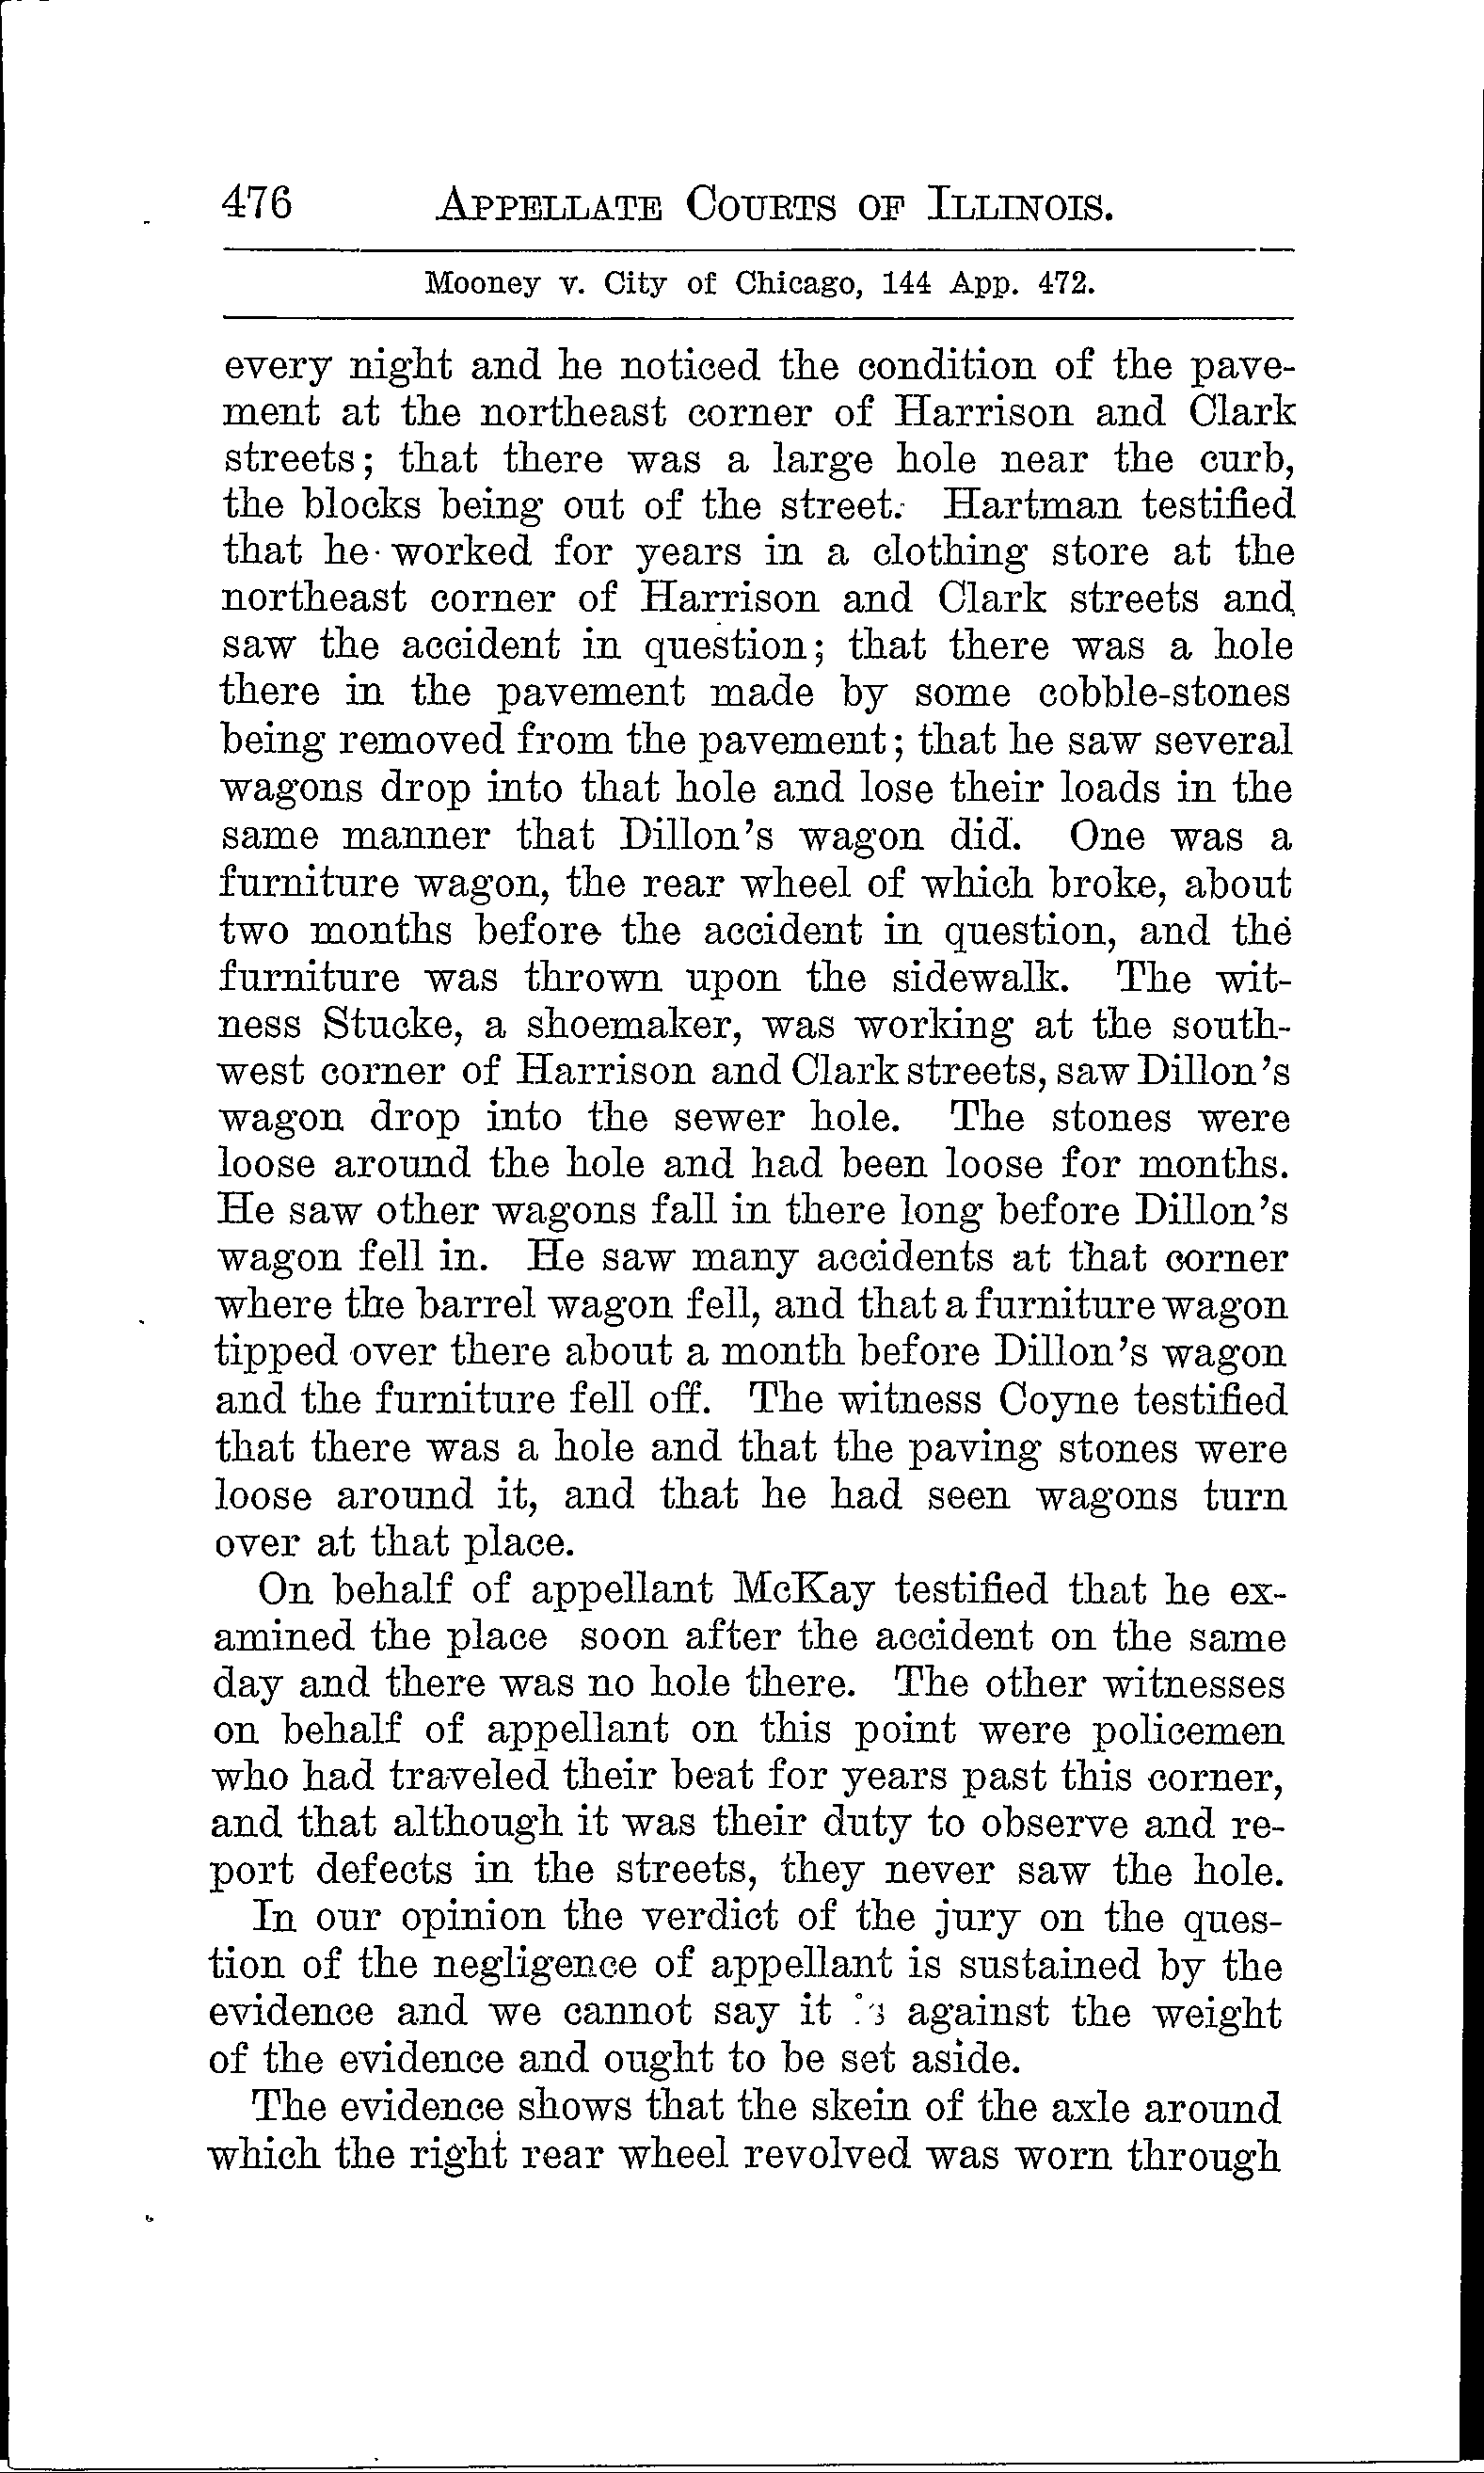 476 APPELLATE COURTS OF ILLINOIS.
Mooney v. City of Chicago, 144 App. 472.
every night and he noticed the condition of the pave-
ment at the northeast corner of Harrison and Clark
streets; that there was a large hole near the curb,
the blocks being out of the street. Hartman testified
that he worked for years in a clothing store at the
northeast corner of Harrison and Clark streets and
saw the accident in question; that there was a hole
there in the pavement made by some cobble-stones
being removed from the pavement; that he saw several
wagons drop into that hole and lose their loads in the
same manner that Dillon's wagon did. One was a
furniture wagon, the rear wheel of which broke, about
two months before the accident in question, and the
furniture was thrown upon the sidewalk. The wit-
ness Stucke, a shoemaker, was working at the south-
west corner of Harrison and Clark streets, saw Dillon's
wagon drop into the sewer hole. The stones were
loose around the hole and had been loose for months.
He saw other wagons fall in there long before Dillon's
wagon fell in. He saw many accidents at that corner
where the barrel wagon fell, and that a furniture wagon
tipped over there about a month before Dillon's wagon
and the furniture fell off. The witness Coyne testified
that there was a hole and that the paving stones were
loose around it, and that he had seen wagons turn
over at that place.
On behalf of appellant McKay testified that he ex-
amined the place soon after the accident on the same
day and there was no hole there. The other witnesses
on behalf of appellant on this point were policemen
who had traveled their beat for years past this corner,
and that although it was their duty to observe and re-
port defects in the streets, they never saw the hole.
In our opinion the verdict of the jury on the ques-
tion of the negligence of appellant is sustained by the
evidence and we cannot say it is against the weight
of the evidence and ought to be set aside.
The evidence shows that the skein of the axle around
which the right rear wheel revolved was worn through